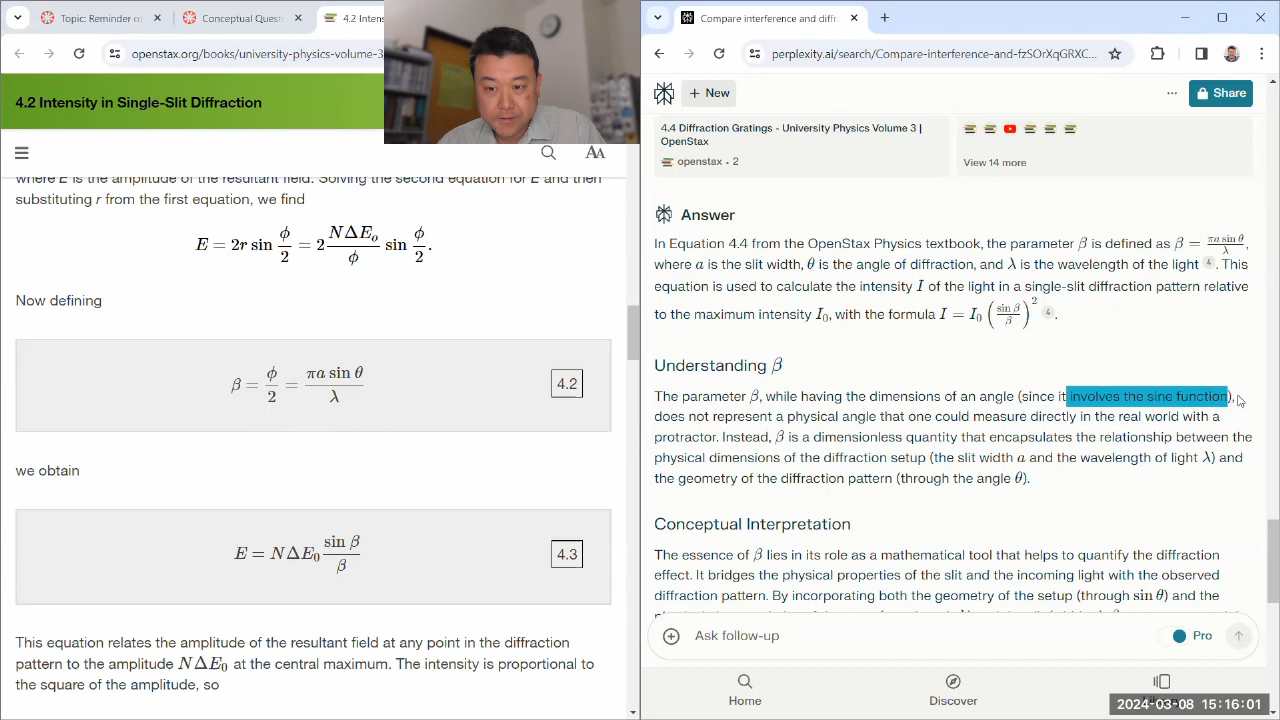 Topic: Reminder o
Conceptual Questi
4.2 Intens
openstax.org/books/university-physics-volume-3
4.2 Intensity in Single-Slit Diffraction
AA
where E is the amplitude of the resultant field. Solving the second equation for E and then
substituting r from the first equation, we find
E = 2r sin ϕ/2 = 2 NΔE₀/ϕ sin ϕ/2.
Now defining
β = ϕ/2 = πa sin θ/λ
4.2
we obtain
E = NΔE₀ sin β/β
4.3
This equation relates the amplitude of the resultant field at any point in the diffraction
pattern to the amplitude NΔE₀ at the central maximum. The intensity is proportional to
the square of the amplitude, so
Compare interference and diffr
perplexity.ai/search/Compare-interference-and-fzSOrXqGRXC...
+ New
...
Share
4.4 Diffraction Gratings - University Physics Volume 3 |
OpenStax
openstax · 2
View 14 more
Answer
In Equation 4.4 from the OpenStax Physics textbook, the parameter β is defined as β = πa sin θ/λ,
where a is the slit width, θ is the angle of diffraction, and λ is the wavelength of the light 4. This
equation is used to calculate the intensity I of the light in a single-slit diffraction pattern relative
to the maximum intensity I₀, with the formula I = I₀ (sin β/β)² 4.
Understanding β
The parameter β, while having the dimensions of an angle (since it involves the sine function),
does not represent a physical angle that one could measure directly in the real world with a
protractor. Instead, β is a dimensionless quantity that encapsulates the relationship between the
physical dimensions of the diffraction setup (the slit width a and the wavelength of light λ) and
the geometry of the diffraction pattern (through the angle θ).
Conceptual Interpretation
The essence of β lies in its role as a mathematical tool that helps to quantify the diffraction
effect. It bridges the physical properties of the slit and the incoming light with the observed
diffraction pattern. By incorporating both the geometry of the setup (through sin θ) and the
Ask follow-up
Pro
Home
Discover
2024-03-08 15:16:01